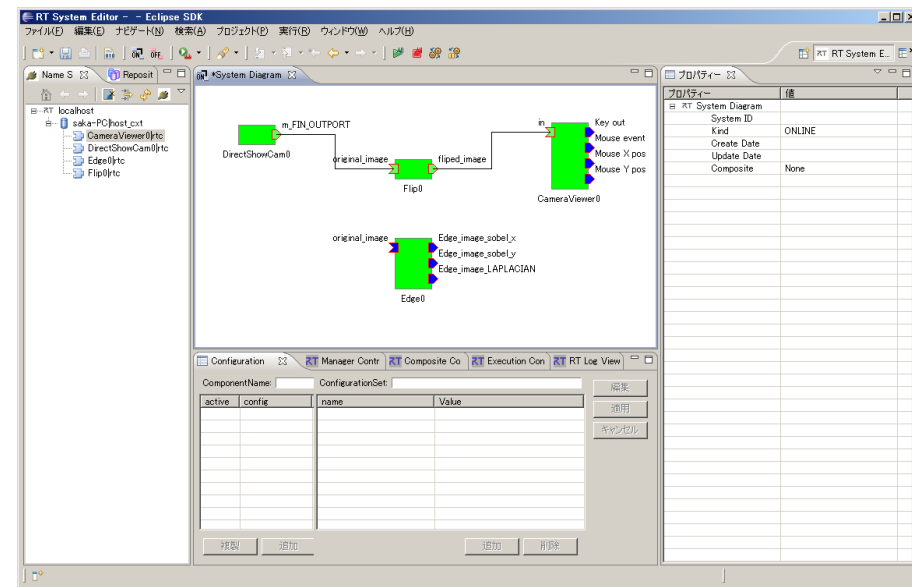 RT System Editor - - Eclipse SDK
ファイル(F) 編集(E) ナビゲート(N) 検索(A) プロジェクト(P) 実行(R) ウィンドウ(W) ヘルプ(H)
RT System E...
Name S
Reposit
RT localhost
saka-PC|host_cxt
CameraViewer0|rtc
DirectShowCam0|rtc
Edge0|rtc
Flip0|rtc
*System Diagram
m_FIN_OUTPORT
DirectShowCam0
original_image
fliped_image
Flip0
in
Key out
Mouse event
Mouse X pos
Mouse Y pos
CameraViewer0
original_image
Edge_image_sobel_x
Edge_image_sobel_y
Edge_image_LAPLACIAN
Edge0
Configuration
RT Manager Contr
RT Composite Co
RT Execution Con
RT RT Log View
ComponentName:
ConfigurationSet:
編集
適用
キャンセル
active config
name Value
複製
追加
追加
削除
プロパティー
プロパティー 値
RT System Diagram
System ID
Kind ONLINE
Create Date
Update Date
Composite None